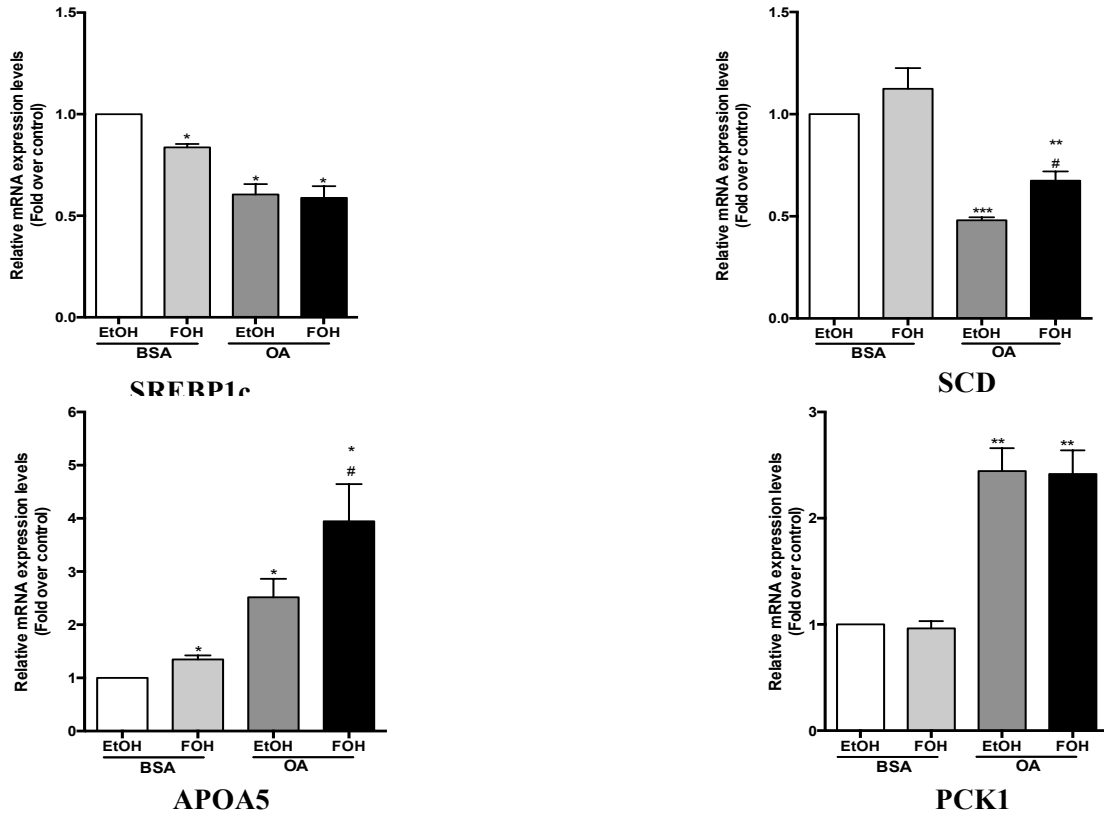 Relative mRNA expression levels
(Fold over control)
1.5
1.0
0.5
0.0
*
*
*
EtOH FOH EtOH FOH
BSA OA
SREBP1c
Relative mRNA expression levels
(Fold over control)
1.5
1.0
0.5
0.0
**
#
***
EtOH FOH EtOH FOH
BSA OA
SCD
Relative mRNA expression levels
(Fold over control)
6
5
4
3
2
1
0
*
#
*
*
EtOH FOH EtOH FOH
BSA OA
APOA5
Relative mRNA expression levels
(Fold over control)
3
2
1
0
** **
EtOH FOH EtOH FOH
BSA OA
PCK1